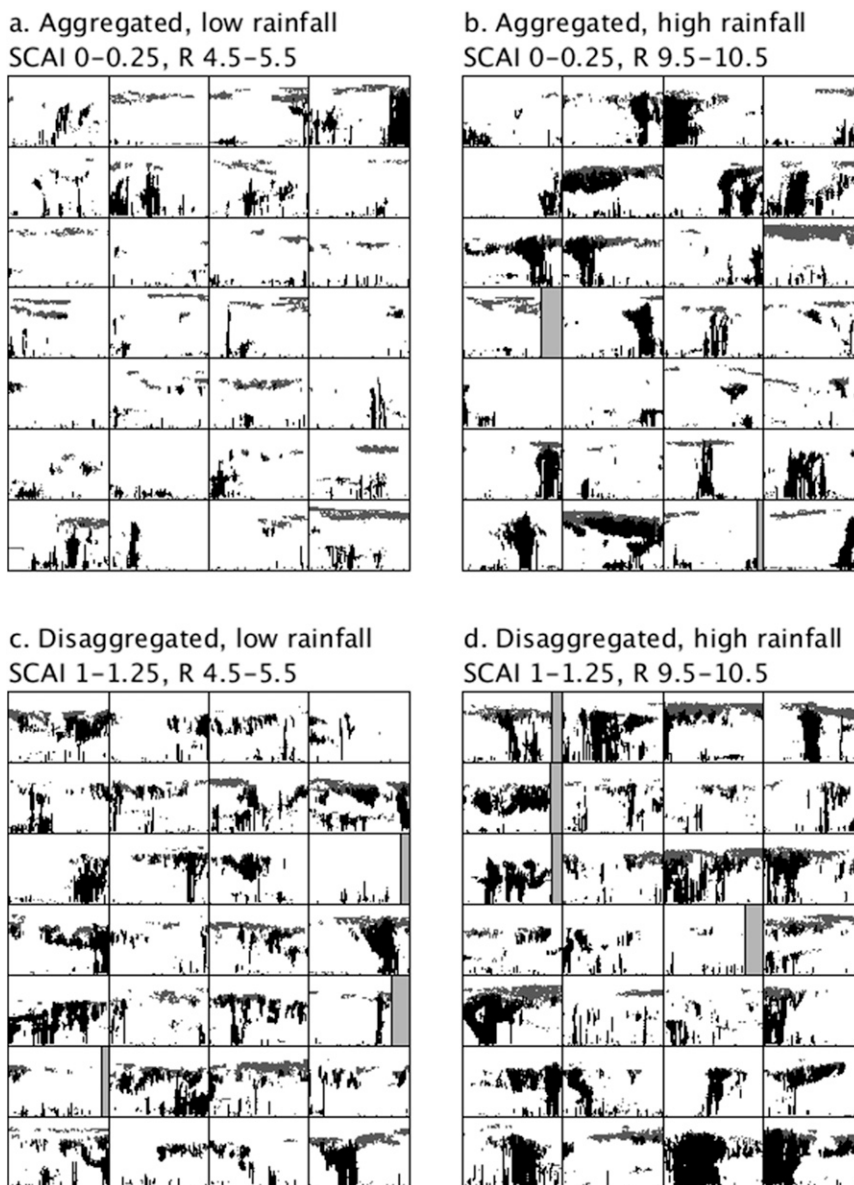 a. Aggregated, low rainfall
SCAI 0–0.25, R 4.5–5.5
b. Aggregated, high rainfall
SCAI 0–0.25, R 9.5–10.5
c. Disaggregated, low rainfall
SCAI 1–1.25, R 4.5–5.5
d. Disaggregated, high rainfall
SCAI 1–1.25, R 9.5–10.5